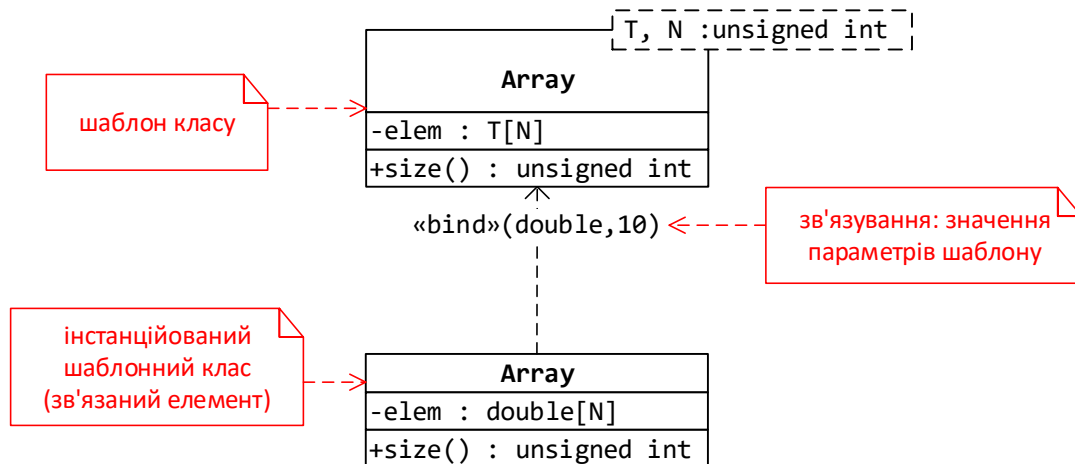 T, N :unsigned int
Array
шаблон класу
-elem : T[N]
+size() : unsigned int
«bind»(double,10)
зв'язування: значення
параметрів шаблону
інстанційований
шаблонний клас
(зв'язаний елемент)
Array
-elem : double[N]
+size() : unsigned int